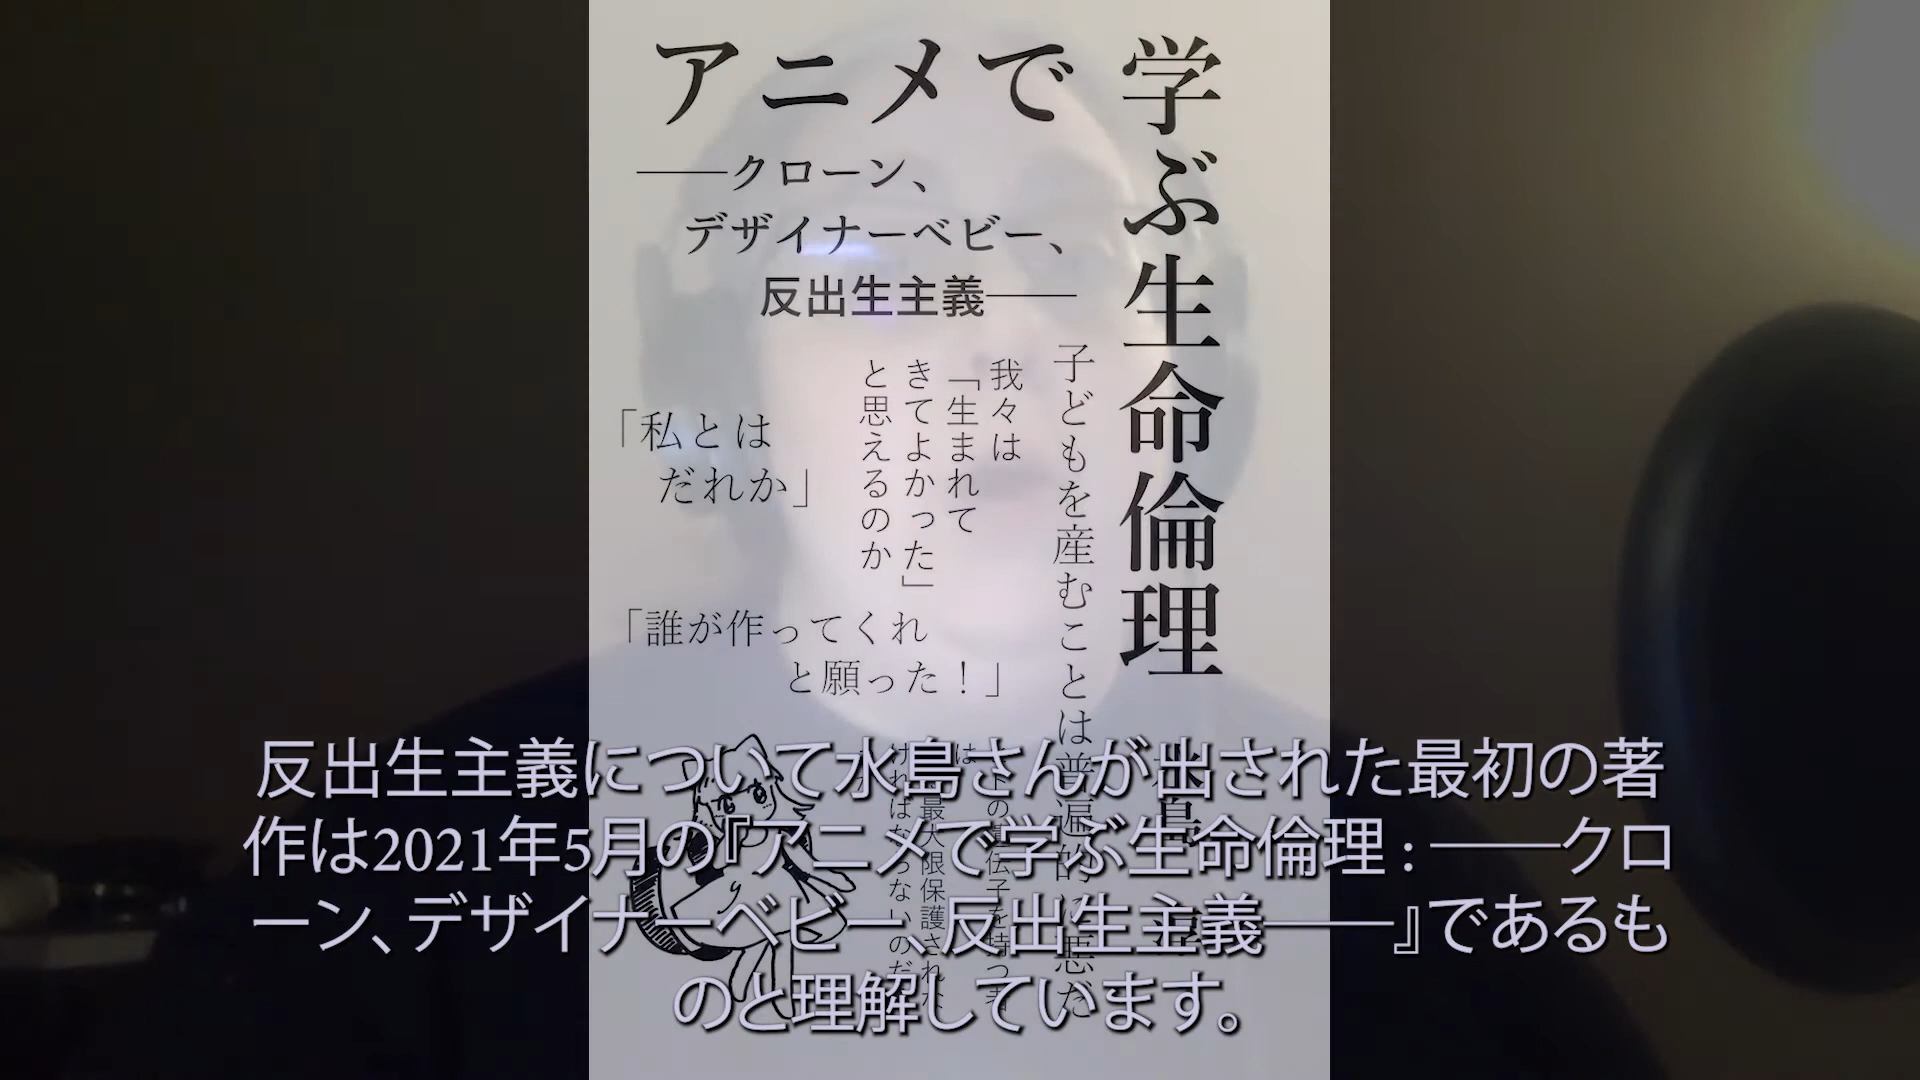 アニメで
学ぶ生命倫理
――クローン、
デザイナーベビー、
反出生主義――
子どもを産むことは普遍的に悪だ
我々は
「生まれて
きてよかった」
と思えるのか
「私とは
だれか」
「誰が作ってくれ
と願った！」
反出生主義について水島さんが出された最初の著
作は2021年5月の『アニメで学ぶ生命倫理 : ――クロ
ーン、デザイナーベビー、反出生主義――』であるも
のと理解しています。